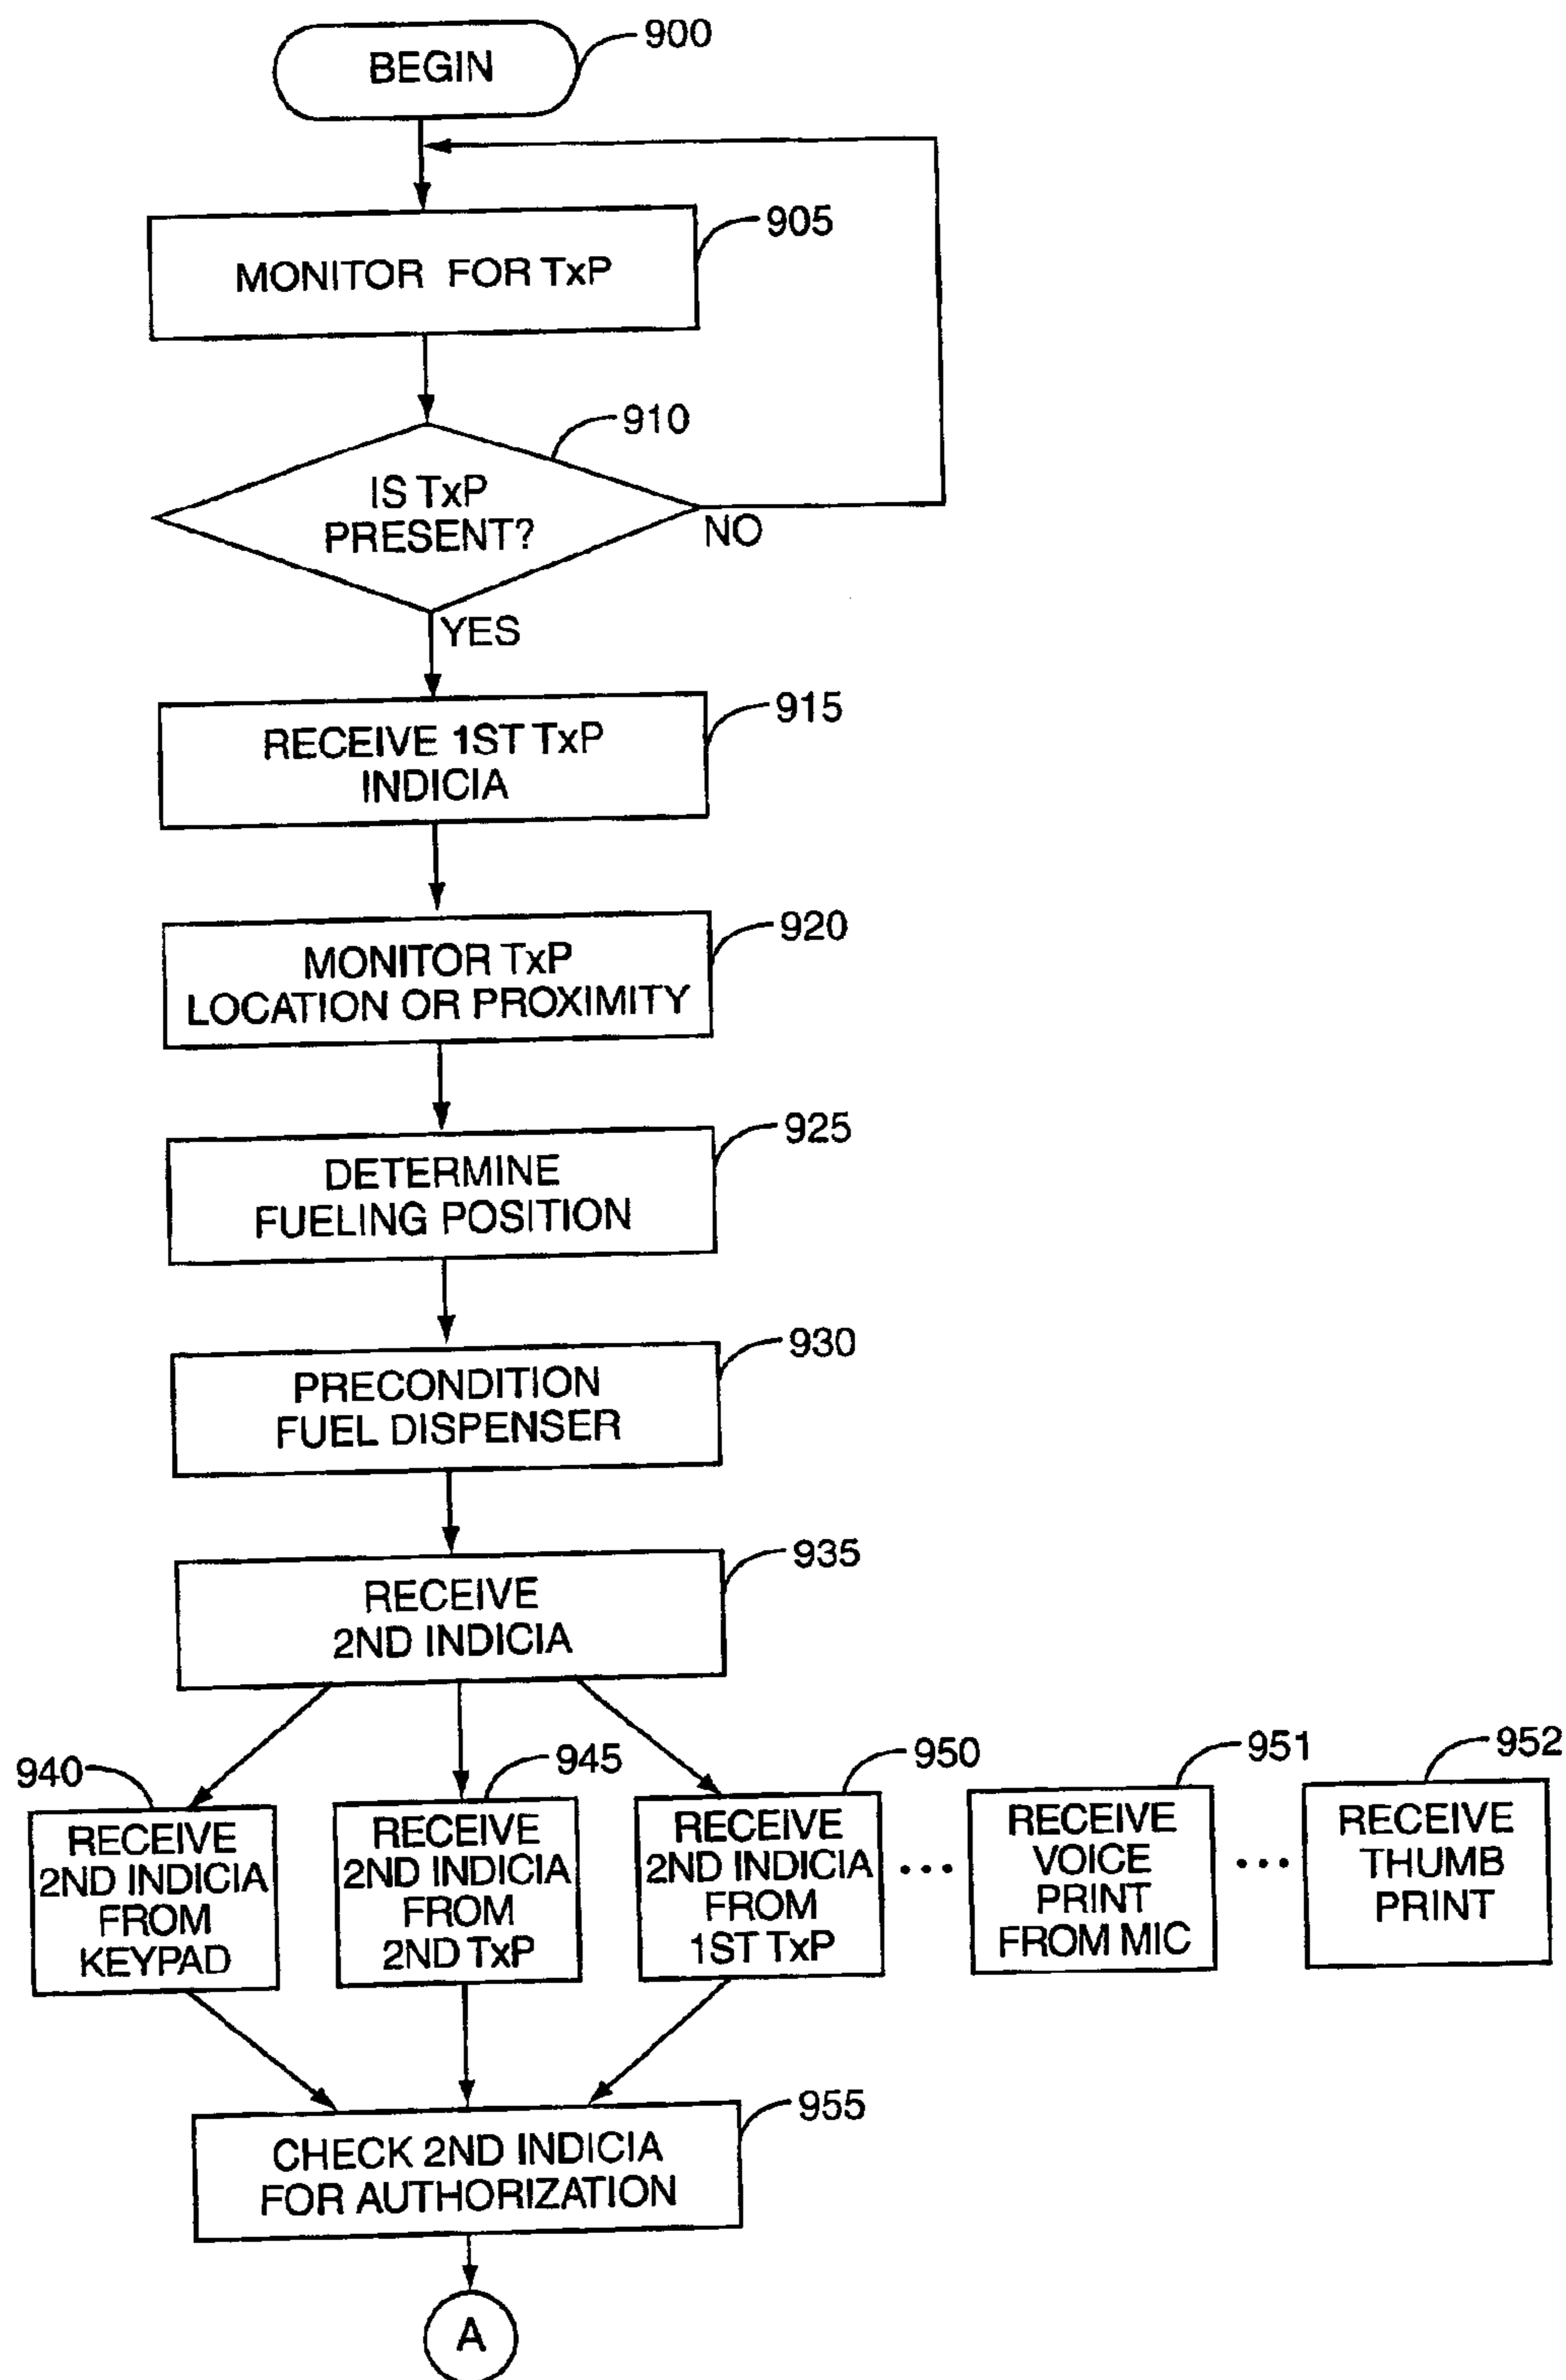 BEGIN
900
MONITOR FOR TxP
905
IS TxP
PRESENT?
910
NO
YES
RECEIVE 1ST TxP
INDICIA
915
MONITOR TxP
LOCATION OR PROXIMITY
920
DETERMINE
FUELING POSITION
925
PRECONDITION
FUEL DISPENSER
930
RECEIVE
2ND INDICIA
935
940
RECEIVE
2ND INDICIA
FROM
KEYPAD
945
RECEIVE
2ND INDICIA
FROM
2ND TxP
950
RECEIVE
2ND INDICIA
FROM
1ST TxP
...
951
RECEIVE
VOICE
PRINT
FROM MIC
...
952
RECEIVE
THUMB
PRINT
CHECK 2ND INDICIA
FOR AUTHORIZATION
955
A